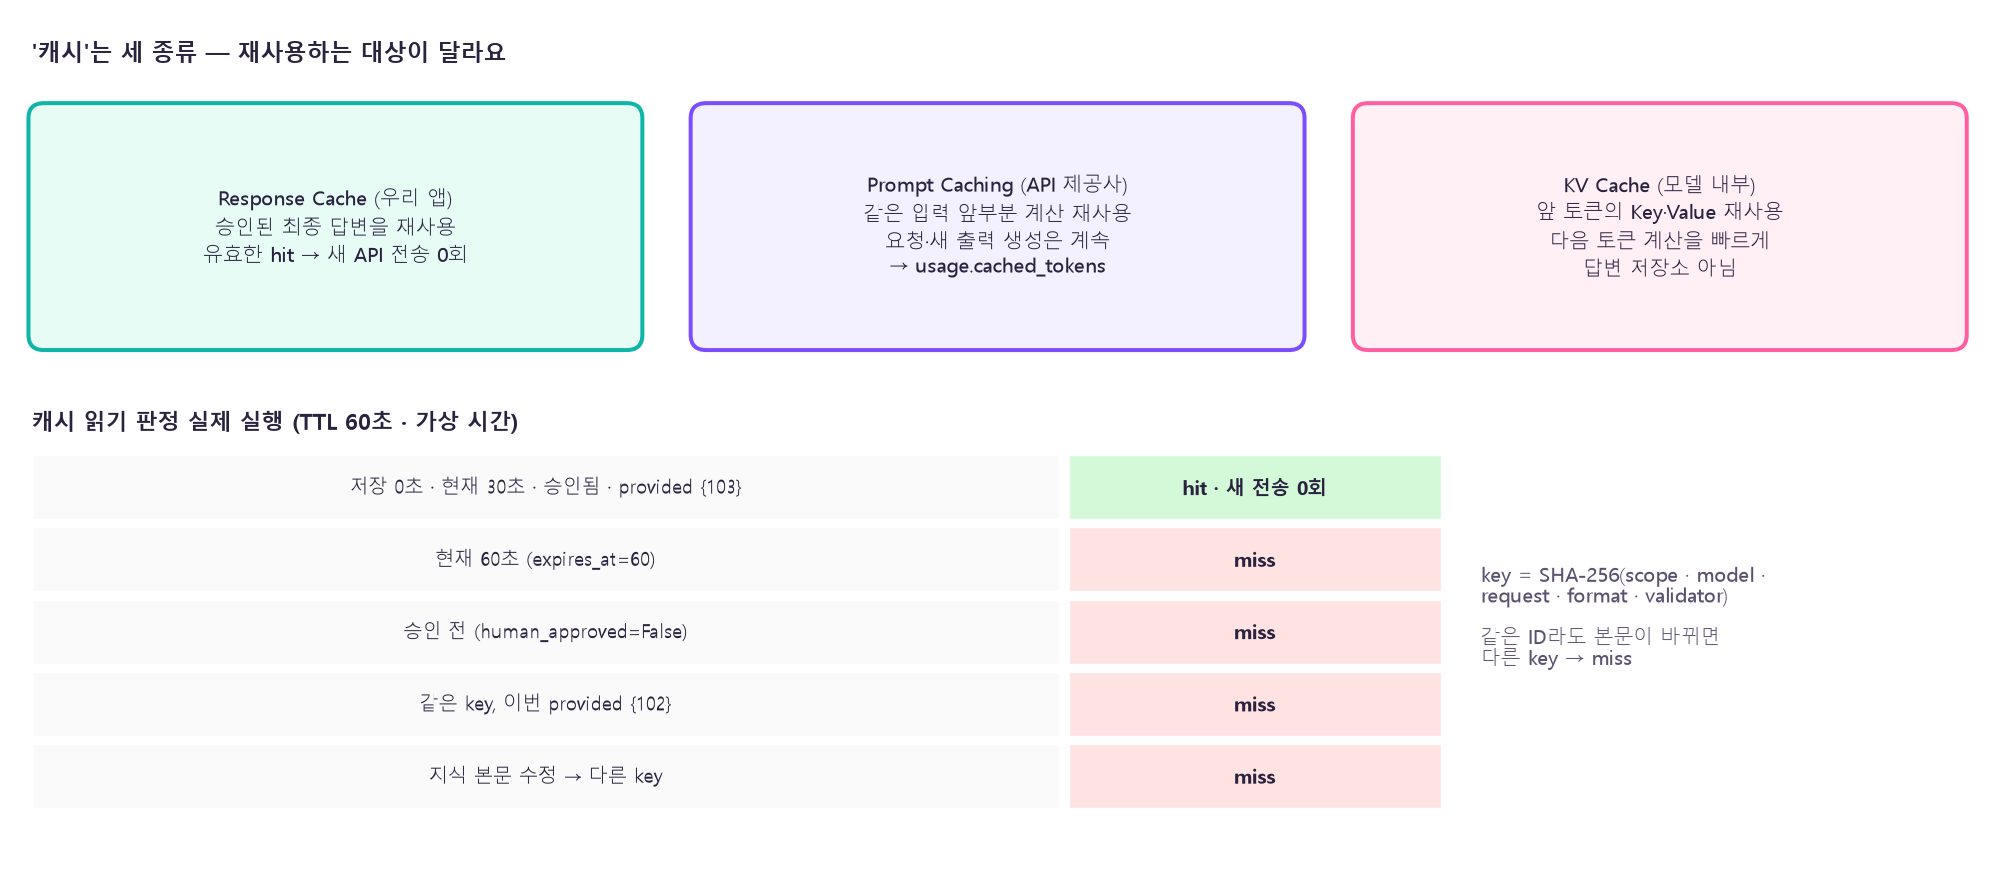 '캐시'는 세 종류 — 재사용하는 대상이 달라요
Response Cache (우리 앱)
승인된 최종 답변을 재사용
유효한 hit → 새 API 전송 0회
Prompt Caching (API 제공사)
같은 입력 앞부분 계산 재사용
요청·새 출력 생성은 계속
→ usage.cached_tokens
KV Cache (모델 내부)
앞 토큰의 Key·Value 재사용
다음 토큰 계산을 빠르게
답변 저장소 아님
캐시 읽기 판정 실제 실행 (TTL 60초 · 가상 시간)
저장 0초 · 현재 30초 · 승인됨 · provided {103}
hit · 새 전송 0회
현재 60초 (expires_at=60)
miss
승인 전 (human_approved=False)
miss
같은 key, 이번 provided {102}
miss
지식 본문 수정 → 다른 key
miss
key = SHA-256(scope · model ·
request · format · validator)
같은 ID라도 본문이 바뀌면
다른 key → miss